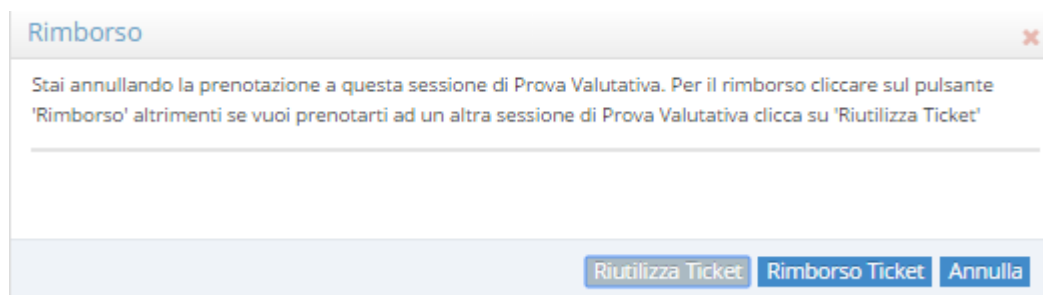 Rimborso
Stai annullando la prenotazione a questa sessione di Prova Valutativa. Per il rimborso cliccare sul pulsante
'Rimborso' altrimenti se vuoi prenotarti ad un altra sessione di Prova Valutativa clicca su 'Riutilizza Ticket'
Riutilizza Ticket Rimborso Ticket Annulla